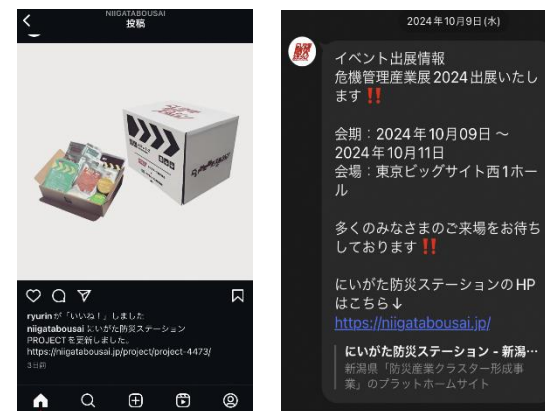 NIIGATABOUSAI
投稿
ryurinが「いいね！」しました
niigatabousai にいがた防災ステーション
PROJECTを更新しました。
https://niigatabousai.jp/project/project-4473/
3日前
2024年10月9日(水)
イベント出展情報
危機管理産業展2024出展いたし
ます‼️
会期：2024年10月09日 〜
2024年10月11日
会場：東京ビッグサイト西1ホー
ル
多くのみなさまのご来場をお待ち
しております‼️
にいがた防災ステーションのHP
はこちら↓
https://niigatabousai.jp/
にいがた防災ステーション - 新潟…
新潟県「防災産業クラスター形成事
業」のプラットホームサイト